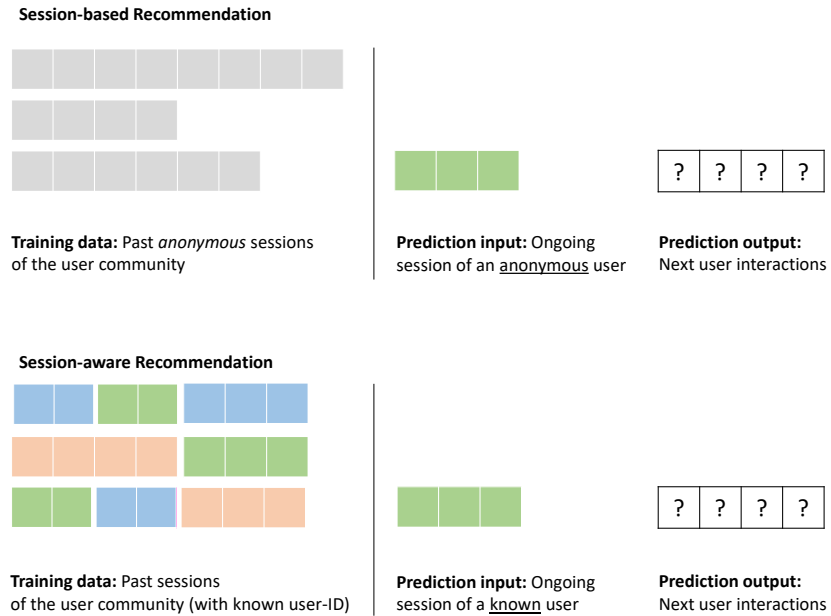 Session-based Recommendation
? ? ? ?
Training data: Past anonymous sessions
of the user community
Prediction input: Ongoing
session of an anonymous user
Prediction output:
Next user interactions
Session-aware Recommendation
? ? ? ?
Training data: Past sessions
of the user community (with known user-ID)
Prediction input: Ongoing
session of a known user
Prediction output:
Next user interactions